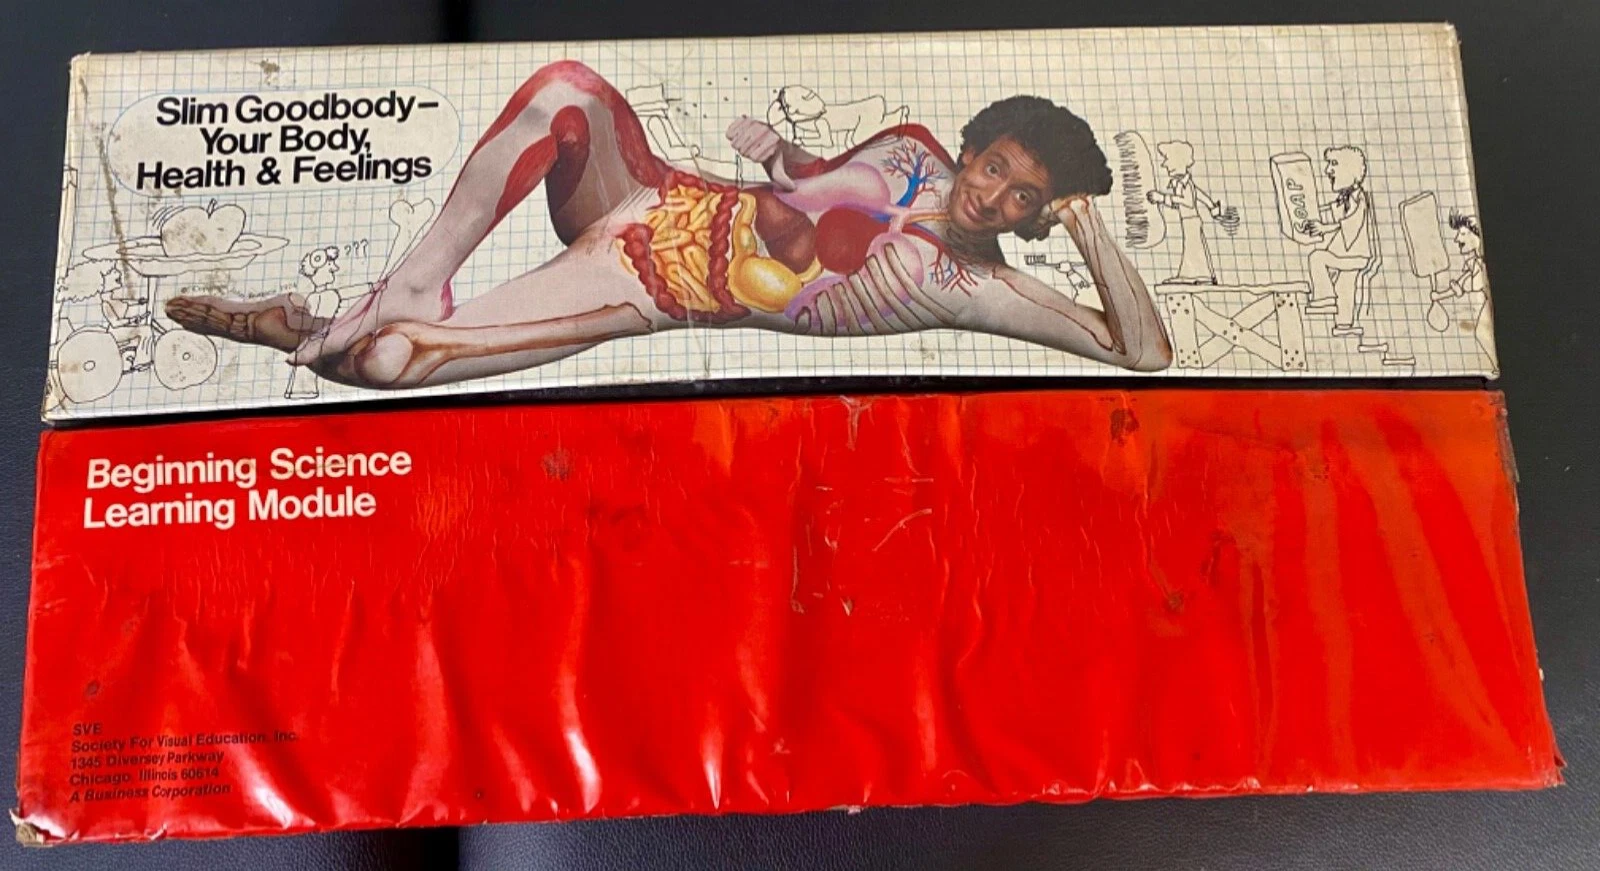 Slim Goodbody–
Your Body,
Health & Feelings
???
SOAP
Beginning Science
Learning Module
SVE
Society For Visual Education, Inc.
1345 Diversey Parkway
Chicago, Illinois 60614
A Business Corporation